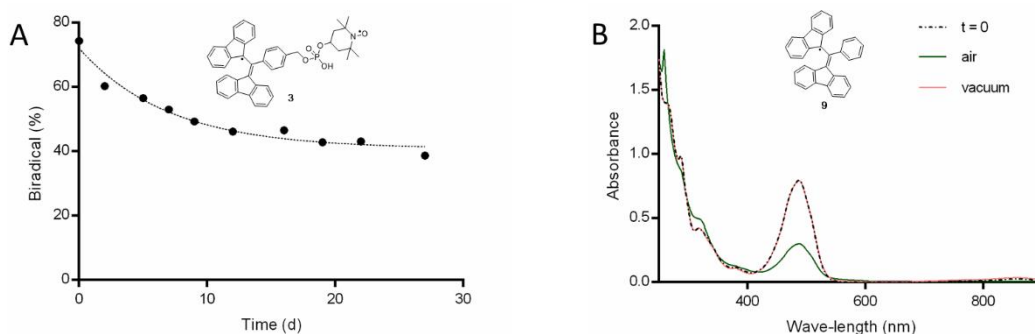 A
Biradical (%)
80
60
40
20
0
0
10
20
30
Time (d)
N
•O
O
O
P
O
OH
3
B
Absorbance
2.0
1.5
1.0
0.5
0.0
400
600
800
Wave-length (nm)
9
t = 0
air
vacuum